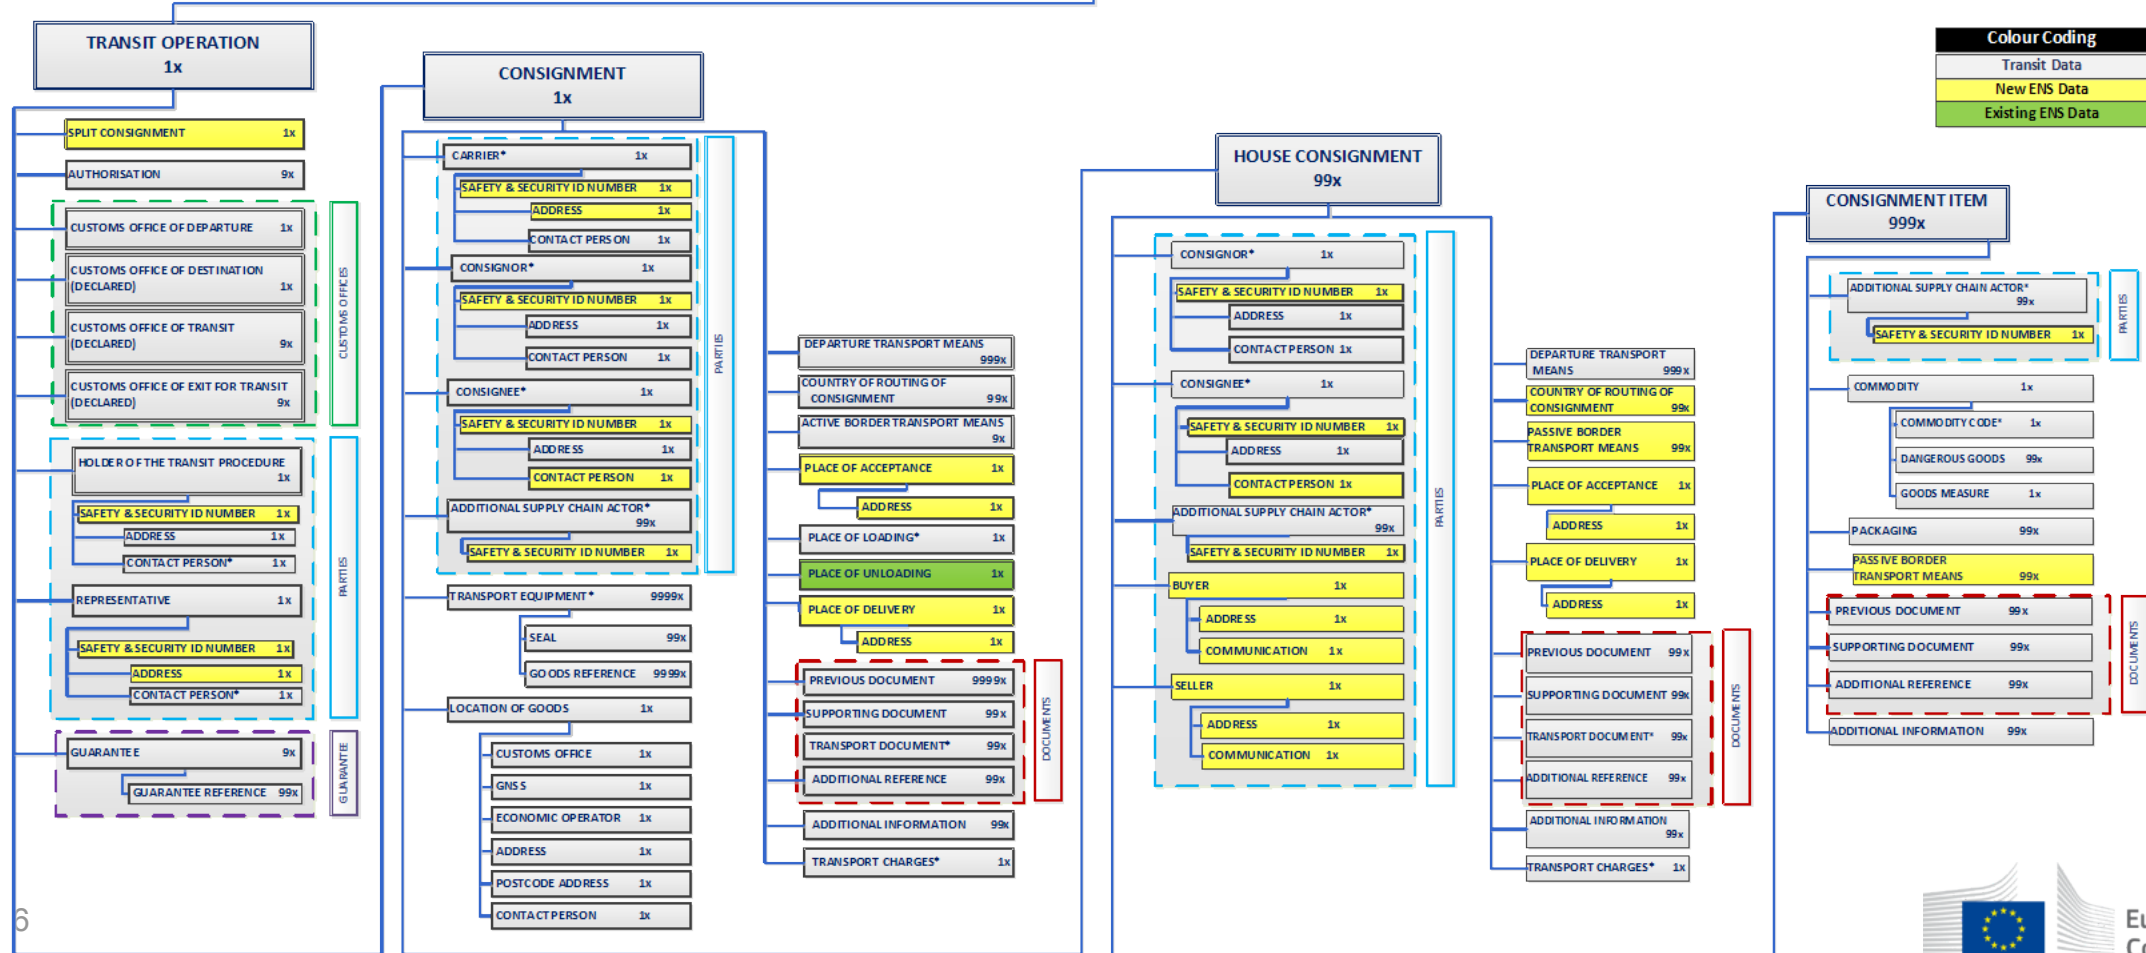 TRANSIT OPERATION
1x
SPLIT CONSIGNMENT 1x
AUTHORISATION 9x
CUSTOMS OFFICE OF DEPARTURE 1x
CUSTOMS OFFICE OF DESTINATION
(DECLARED) 1x
CUSTOMS OFFICE OF TRANSIT
(DECLARED) 9x
CUSTOMS OFFICE OF EXIT FOR TRANSIT
(DECLARED) 9x
CUSTOMS OFFICES
HOLDER OF THE TRANSIT PROCEDURE
1x
SAFETY & SECURITY ID NUMBER 1x
ADDRESS 1x
CONTACT PERSON* 1x
REPRESENTATIVE 1x
SAFETY & SECURITY ID NUMBER 1x
ADDRESS 1x
CONTACT PERSON* 1x
PARTIES
GUARANTEE 9x
GUARANTEE REFERENCE 99x
GUARANTEE
6
CONSIGNMENT
1x
CARRIER* 1x
SAFETY & SECURITY ID NUMBER 1x
ADDRESS 1x
CONTACT PERSON 1x
CONSIGNOR* 1x
SAFETY & SECURITY ID NUMBER 1x
ADDRESS 1x
CONTACT PERSON 1x
CONSIGNEE* 1x
SAFETY & SECURITY ID NUMBER 1x
ADDRESS 1x
CONTACT PERSON 1x
ADDITIONAL SUPPLY CHAIN ACTOR*
99x
SAFETY & SECURITY ID NUMBER 1x
PARTIES
TRANSPORT EQUIPMENT* 9999x
SEAL 99x
GOODS REFERENCE 9999x
LOCATION OF GOODS 1x
CUSTOMS OFFICE 1x
GNSS 1x
ECONOMIC OPERATOR 1x
ADDRESS 1x
POSTCODE ADDRESS 1x
CONTACT PERSON 1x
DEPARTURE TRANSPORT MEANS
999x
COUNTRY OF ROUTING OF
CONSIGNMENT 99x
ACTIVE BORDER TRANSPORT MEANS
9x
PLACE OF ACCEPTANCE 1x
ADDRESS 1x
PLACE OF LOADING* 1x
PLACE OF UNLOADING 1x
PLACE OF DELIVERY 1x
ADDRESS 1x
PREVIOUS DOCUMENT 9999x
SUPPORTING DOCUMENT 99x
TRANSPORT DOCUMENT* 99x
ADDITIONAL REFERENCE 99x
DOCUMENTS
ADDITIONAL INFORMATION 99x
TRANSPORT CHARGES* 1x
HOUSE CONSIGNMENT
99x
CONSIGNOR* 1x
SAFETY & SECURITY ID NUMBER 1x
ADDRESS 1x
CONTACT PERSON 1x
CONSIGNEE* 1x
SAFETY & SECURITY ID NUMBER 1x
ADDRESS 1x
CONTACT PERSON 1x
ADDITIONAL SUPPLY CHAIN ACTOR*
99x
SAFETY & SECURITY ID NUMBER 1x
BUYER 1x
ADDRESS 1x
COMMUNICATION 1x
SELLER 1x
ADDRESS 1x
COMMUNICATION 1x
PARTIES
DEPARTURE TRANSPORT
MEANS 999x
COUNTRY OF ROUTING OF
CONSIGNMENT 99x
PASSIVE BORDER
TRANSPORT MEANS 99x
PLACE OF ACCEPTANCE 1x
ADDRESS 1x
PLACE OF DELIVERY 1x
ADDRESS 1x
PREVIOUS DOCUMENT 99x
SUPPORTING DOCUMENT 99x
TRANSPORT DOCUMENT* 99x
ADDITIONAL REFERENCE 99x
DOCUMENTS
ADDITIONAL INFORMATION
99x
TRANSPORT CHARGES* 1x
Colour Coding
Transit Data
New ENS Data
Existing ENS Data
CONSIGNMENT ITEM
999x
ADDITIONAL SUPPLY CHAIN ACTOR*
99x
SAFETY & SECURITY ID NUMBER 1x
PARTIES
COMMODITY 1x
COMMODITY CODE* 1x
DANGEROUS GOODS 99x
GOODS MEASURE 1x
PACKAGING 99x
PASSIVE BORDER
TRANSPORT MEANS 99x
PREVIOUS DOCUMENT 99x
SUPPORTING DOCUMENT 99x
ADDITIONAL REFERENCE 99x
DOCUMENTS
ADDITIONAL INFORMATION 99x